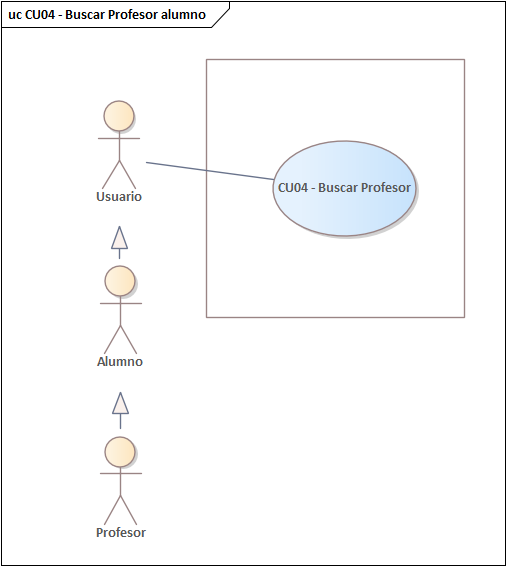 uc CU04 - Buscar Profesor alumno
CU04 - Buscar Profesor
Usuario
Alumno
Profesor